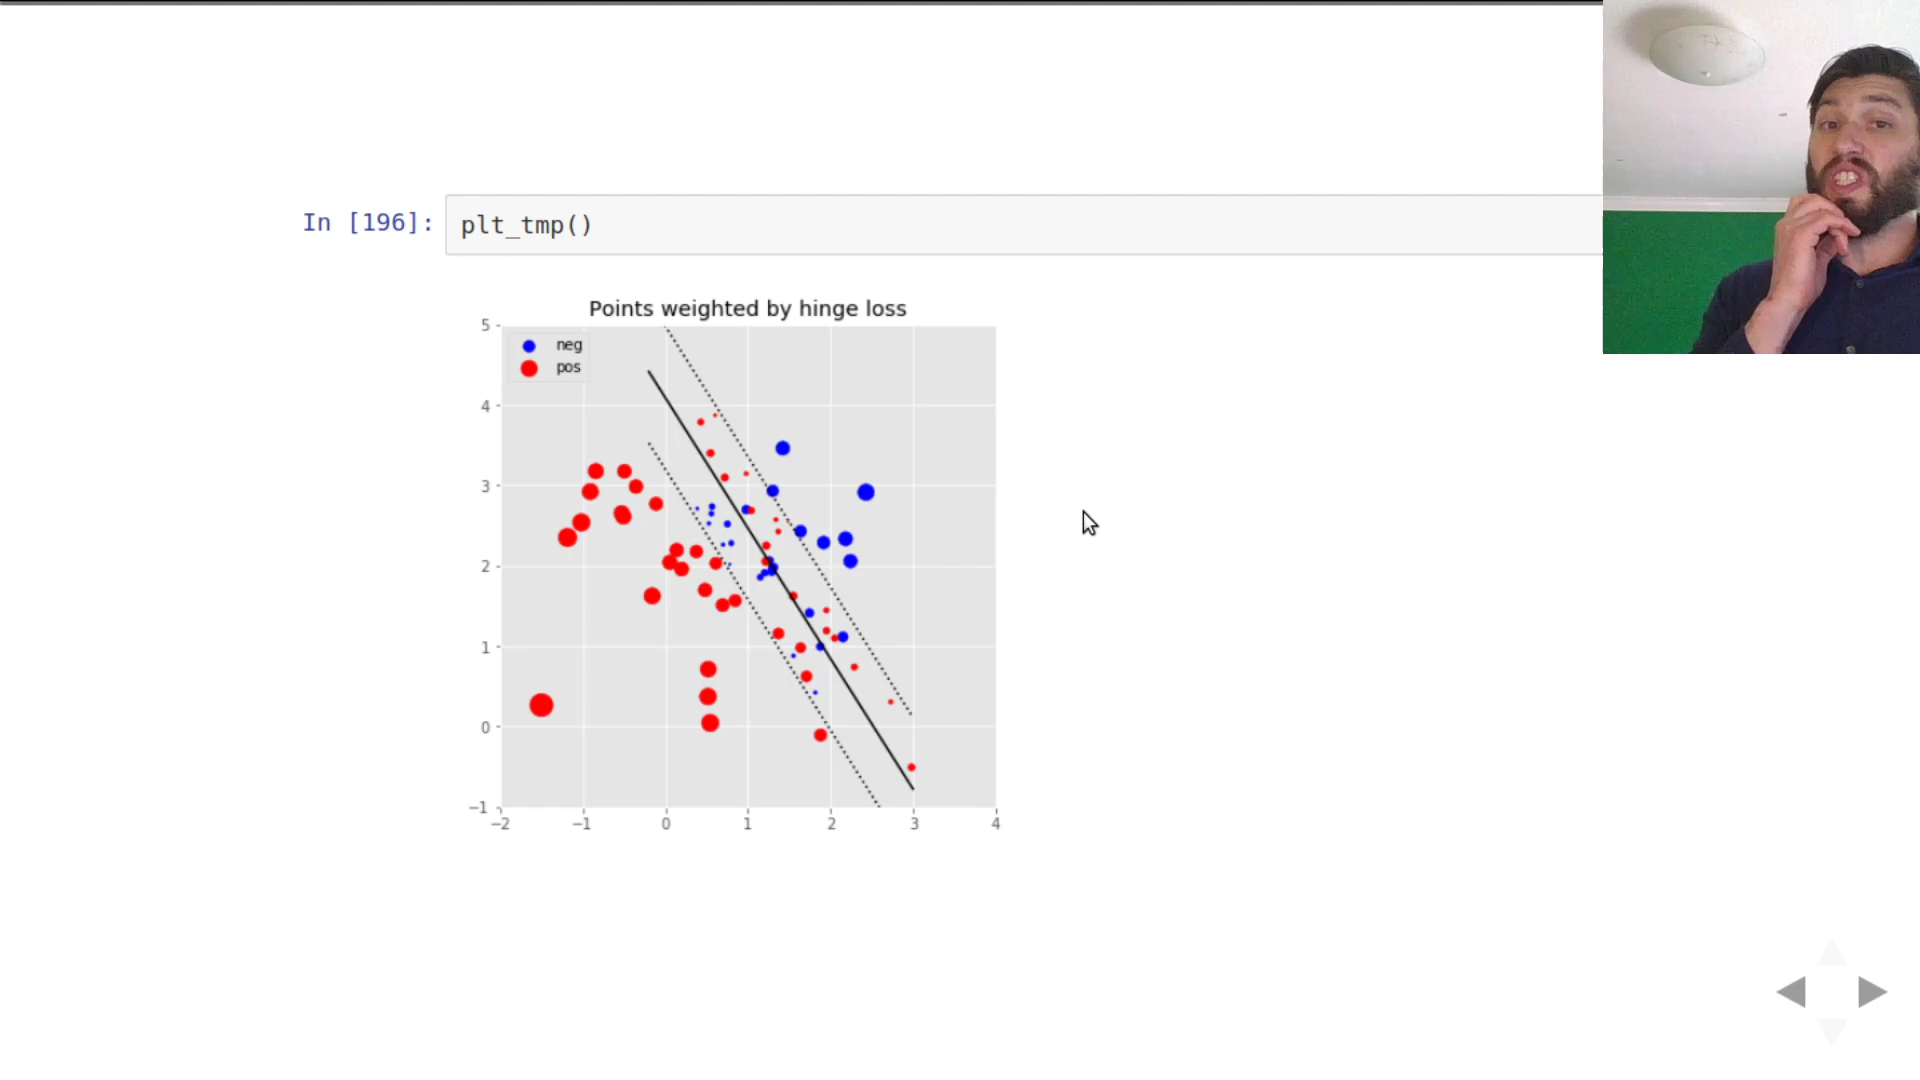 In [196]: plt_tmp()
Points weighted by hinge loss
neg
pos
5
4
3
2
1
0
−1
−2 −1 0 1 2 3 4